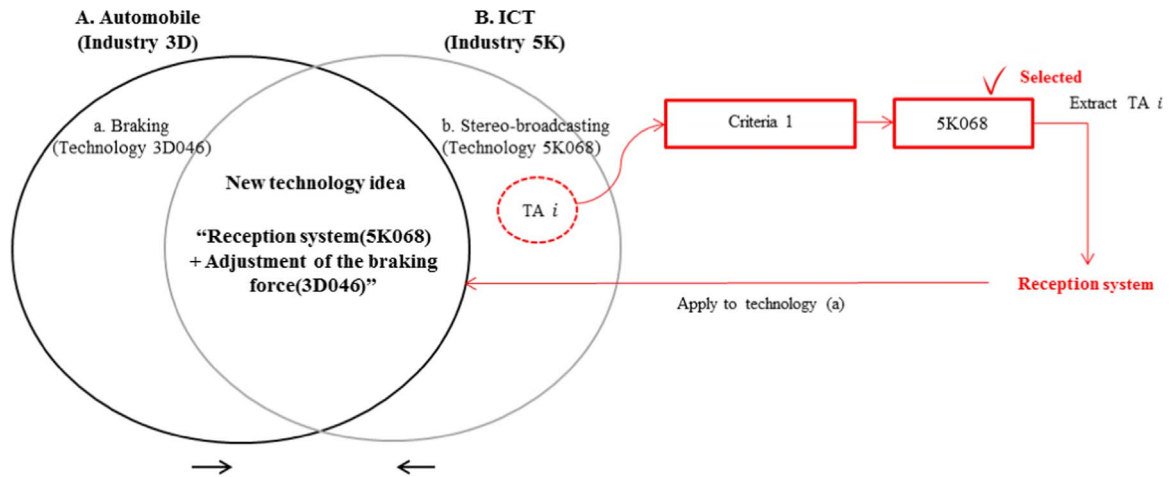 A. Automobile
(Industry 3D)
B. ICT
(Industry 5K)
a. Braking
(Technology 3D046)
b. Stereo-broadcasting
(Technology 5K068)
New technology idea
“Reception system(5K068)
+ Adjustment of the braking
force(3D046)”
TA i
Criteria 1
5K068
Selected
Extract TA i
Reception system
Apply to technology (a)